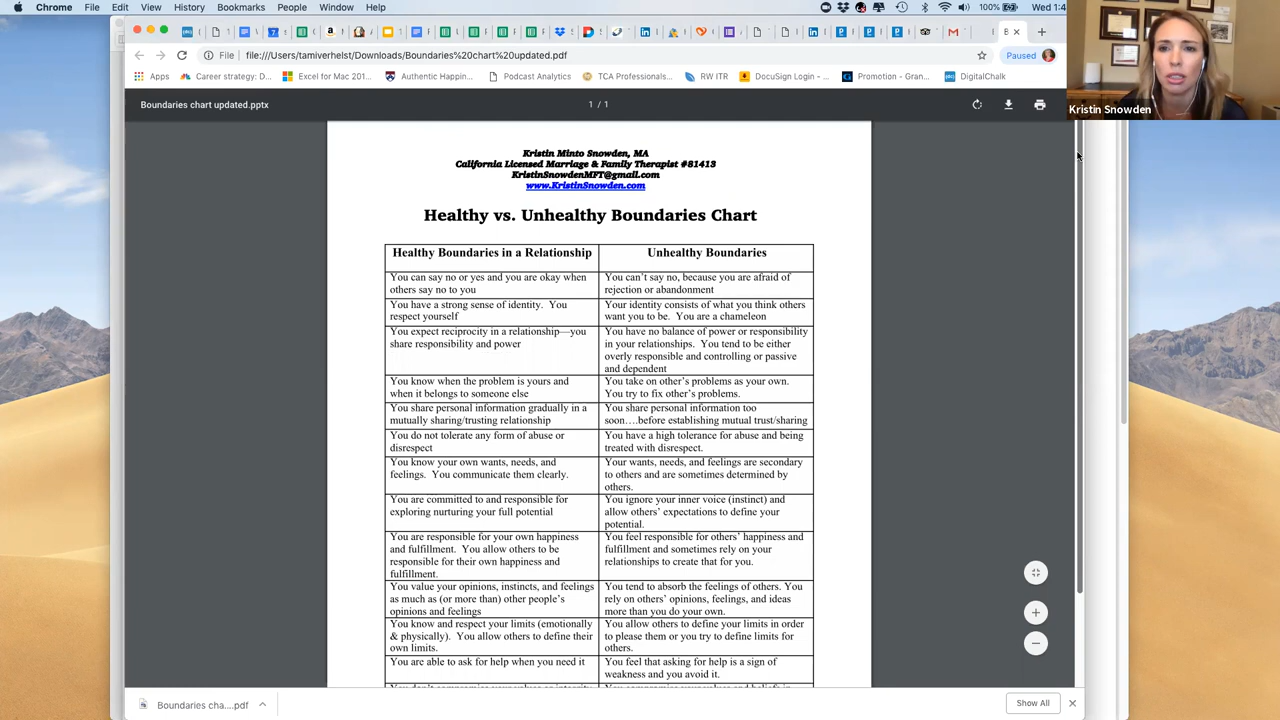 Chrome File Edit View History Bookmarks People Window Help 100% Wed 1:4
File file:///Users/tamiverhelst/Downloads/Boundaries%20chart%20updated.pdf Paused
Apps Career strategy: D... Excel for Mac 201... Authentic Happin... Podcast Analytics TCA Professionals... RW ITR DocuSign Login -... Promotion - Gran... DigitalChalk
Boundaries chart updated.pptx 1 / 1
Kristin Snowden
Kristin Minto Snowden, MA
California Licensed Marriage & Family Therapist #81413
KristinSnowdenMFT@gmail.com
www.KristinSnowden.com
Healthy vs. Unhealthy Boundaries Chart
Healthy Boundaries in a Relationship Unhealthy Boundaries
You can say no or yes and you are okay when
others say no to you
You can't say no, because you are afraid of
rejection or abandonment
You have a strong sense of identity. You
respect yourself
Your identity consists of what you think others
want you to be. You are a chameleon
You expect reciprocity in a relationship—you
share responsibility and power
You have no balance of power or responsibility
in your relationships. You tend to be either
overly responsible and controlling or passive
and dependent
You know when the problem is yours and
when it belongs to someone else
You take on other's problems as your own.
You try to fix other's problems.
You share personal information gradually in a
mutually sharing/trusting relationship
You share personal information too
soon….before establishing mutual trust/sharing
You do not tolerate any form of abuse or
disrespect
You have a high tolerance for abuse and being
treated with disrespect.
You know your own wants, needs, and
feelings. You communicate them clearly.
Your wants, needs, and feelings are secondary
to others and are sometimes determined by
others.
You are committed to and responsible for
exploring nurturing your full potential
You ignore your inner voice (instinct) and
allow others' expectations to define your
potential.
You are responsible for your own happiness
and fulfillment. You allow others to be
responsible for their own happiness and
fulfillment.
You feel responsible for others' happiness and
fulfillment and sometimes rely on your
relationships to create that for you.
You value your opinions, instincts, and feelings
as much as (or more than) other people's
opinions and feelings
You tend to absorb the feelings of others. You
rely on others' opinions, feelings, and ideas
more than you do your own.
You know and respect your limits (emotionally
& physically). You allow others to define their
own limits.
You allow others to define your limits in order
to please them or you try to define limits for
others.
You are able to ask for help when you need it
You feel that asking for help is a sign of
weakness and you avoid it.
Boundaries cha....pdf Show All